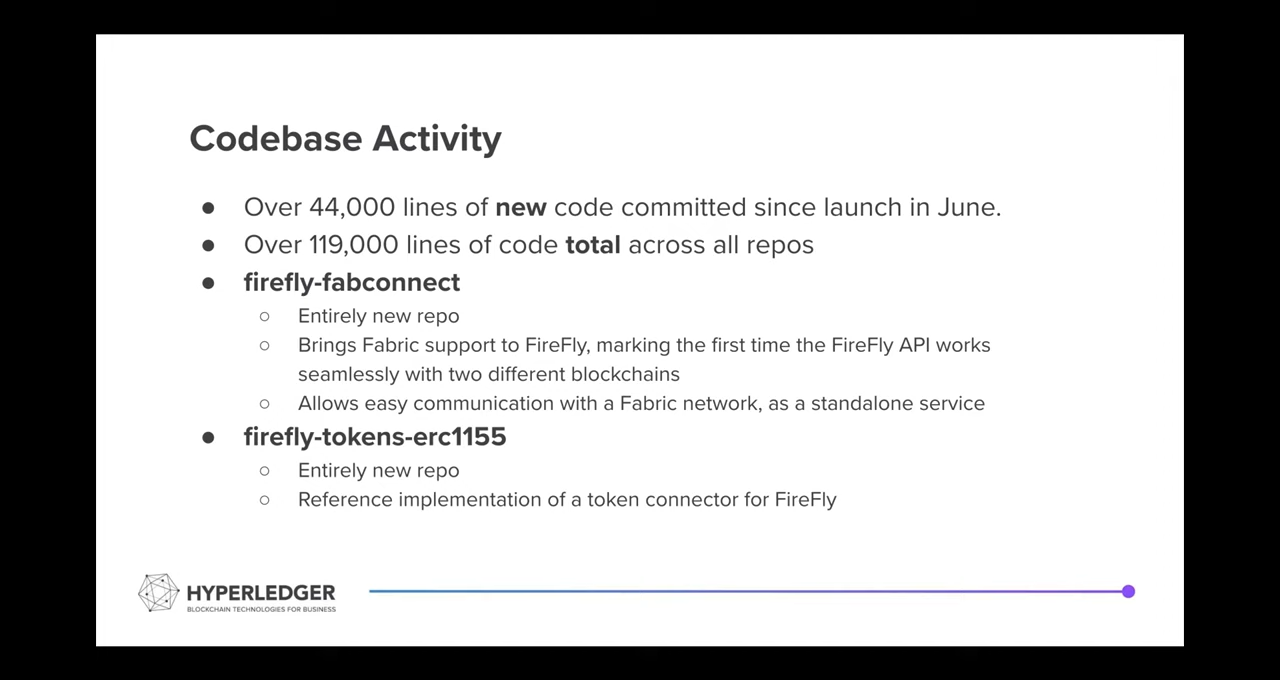 Codebase Activity
● Over 44,000 lines of new code committed since launch in June.
● Over 119,000 lines of code total across all repos
● firefly-fabconnect
○ Entirely new repo
○ Brings Fabric support to FireFly, marking the first time the FireFly API works
seamlessly with two different blockchains
○ Allows easy communication with a Fabric network, as a standalone service
● firefly-tokens-erc1155
○ Entirely new repo
○ Reference implementation of a token connector for FireFly
HYPERLEDGER
BLOCKCHAIN TECHNOLOGIES FOR BUSINESS